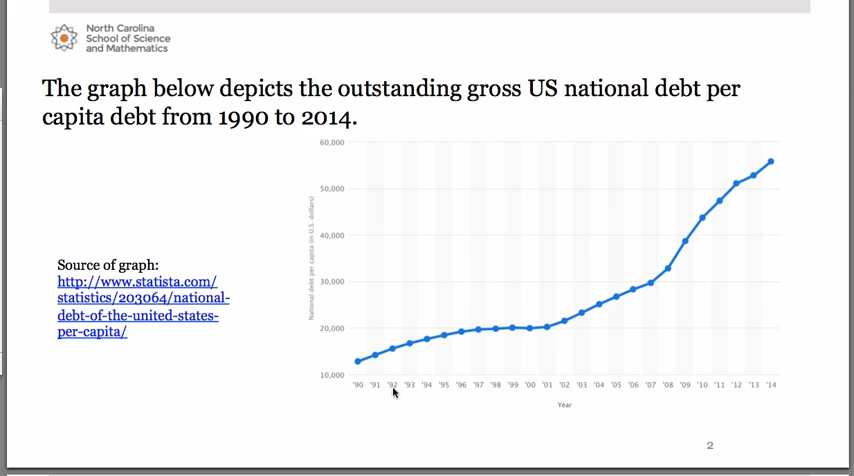 North Carolina
School of Science
and Mathematics
The graph below depicts the outstanding gross US national debt per
capita debt from 1990 to 2014.
Source of graph:
http://www.statista.com/
statistics/203064/national-
debt-of-the-united-states-
per-capita/
National debt per capita (in U.S. dollars)
60,000
50,000
40,000
30,000
20,000
10,000
'90 '91 '92 '93 '94 '95 '96 '97 '98 '99 '00 '01 '02 '03 '04 '05 '06 '07 '08 '09 '10 '11 '12 '13 '14
Year
2